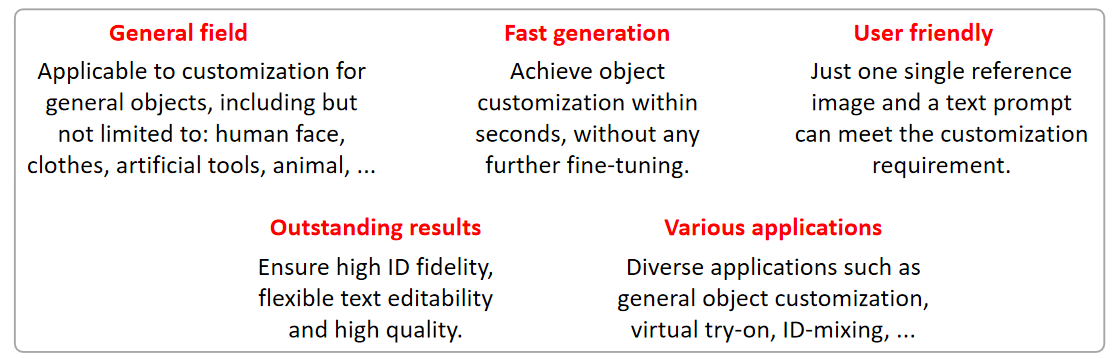 General field
Applicable to customization for
general objects, including but
not limited to: human face,
clothes, artificial tools, animal, ...
Fast generation
Achieve object
customization within
seconds, without any
further fine-tuning.
User friendly
Just one single reference
image and a text prompt
can meet the customization
requirement.
Outstanding results
Ensure high ID fidelity,
flexible text editability
and high quality.
Various applications
Diverse applications such as
general object customization,
virtual try-on, ID-mixing, ...